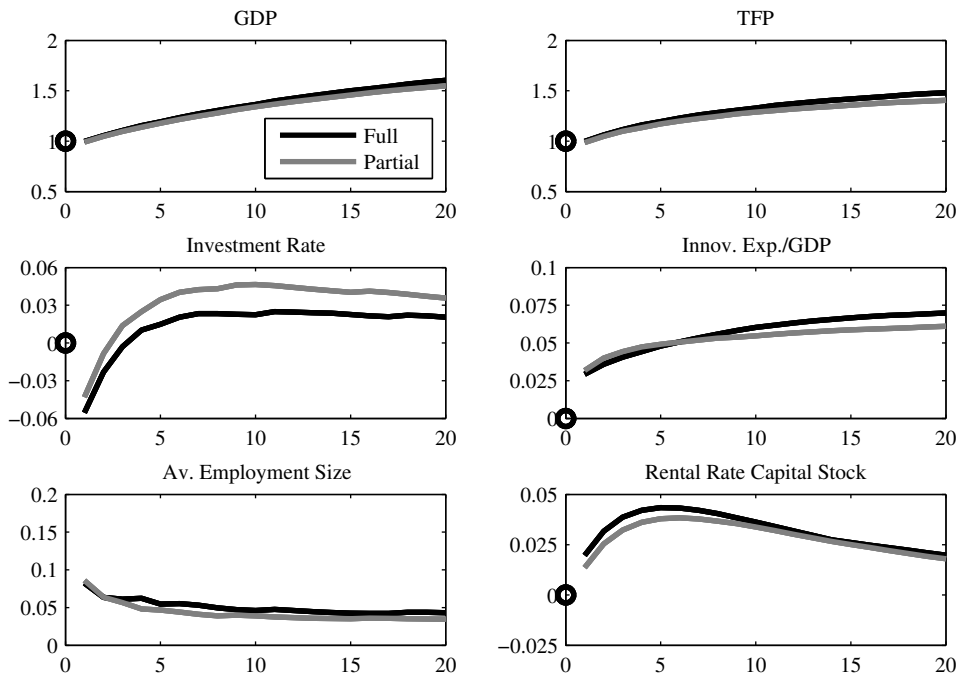 GDP
2
1.5
1
0.5
0 5 10 15 20
Full
Partial
TFP
2
1.5
1
0.5
0 5 10 15 20
Investment Rate
0.06
0.03
0
−0.03
−0.06
0 5 10 15 20
Innov. Exp./GDP
0.1
0.075
0.05
0.025
0
0 5 10 15 20
Av. Employment Size
0.2
0.15
0.1
0.05
0
0 5 10 15 20
Rental Rate Capital Stock
0.05
0.025
0
−0.025
0 5 10 15 20